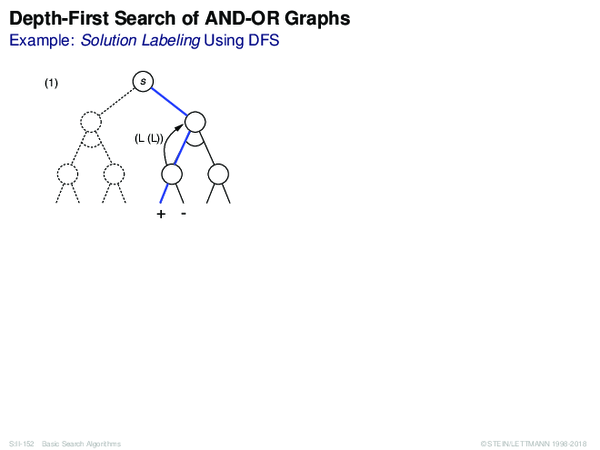 Depth-First Search of AND-OR Graphs
Example: Solution Labeling Using DFS
(1)
s
(L (L))
+ -
S:II-152 Basic Search Algorithms ©STEIN/LETTMANN 1998-2018